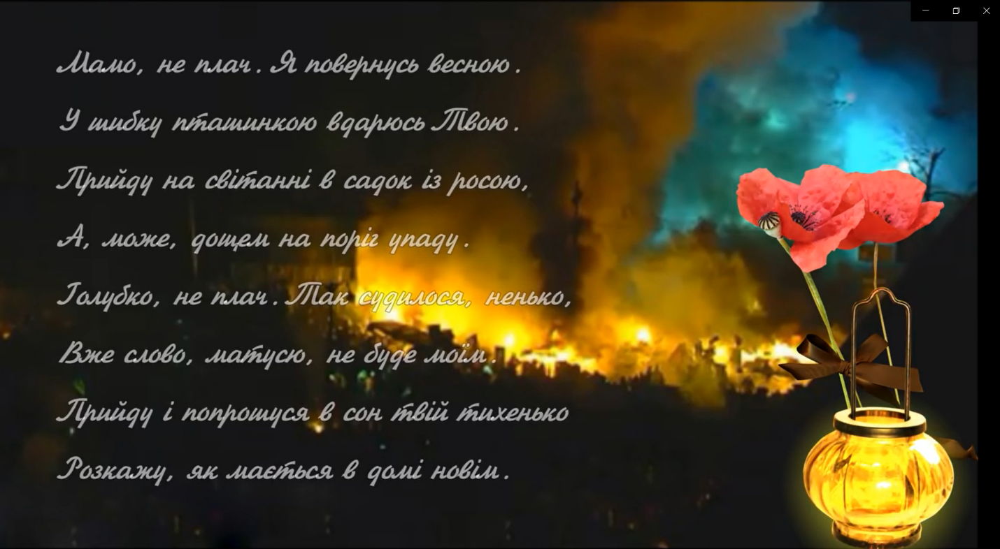 Мамо, не плач. Я повернусь весною.
У шибку пташинкою вдарюсь Твою.
Прийду на світанні в садок із росою,
А, може, дощем на поріг упаду.
Голубко, не плач. Так судилося, ненько,
Вже слово, матусю, не буде моїм.
Прийду і попрошуся в сон твій тихенько
Розкажу, як мається в домі новім.